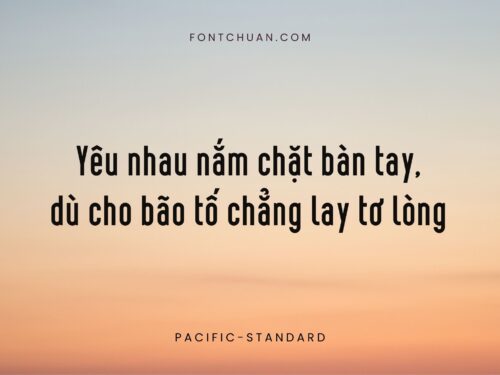 FONTCHUAN.COM
Yêu nhau nắm chặt bàn tay,
dù cho bão tố chẳng lay tơ lòng
PACIFIC-STANDARD